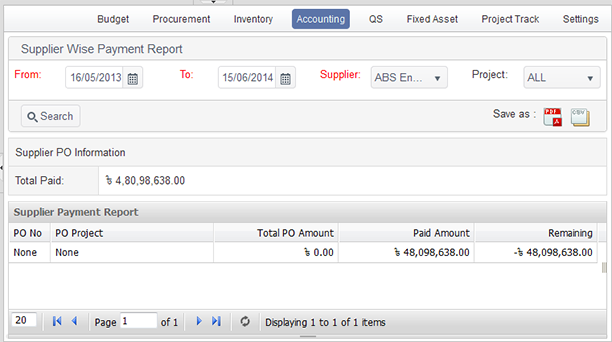 Budget Procurement Inventory Accounting QS Fixed Asset Project Track Settings
Supplier Wise Payment Report
From: 16/05/2013 To: 15/06/2014 Supplier: ABS En... Project: ALL
Search Save as : PDF CSV
Supplier PO Information
Total Paid: ৳ 4,80,98,638.00
Supplier Payment Report
PO No PO Project Total PO Amount Paid Amount Remaining
None None ৳ 0.00 ৳ 48,098,638.00 -৳ 48,098,638.00
20 Page 1 of 1 Displaying 1 to 1 of 1 items